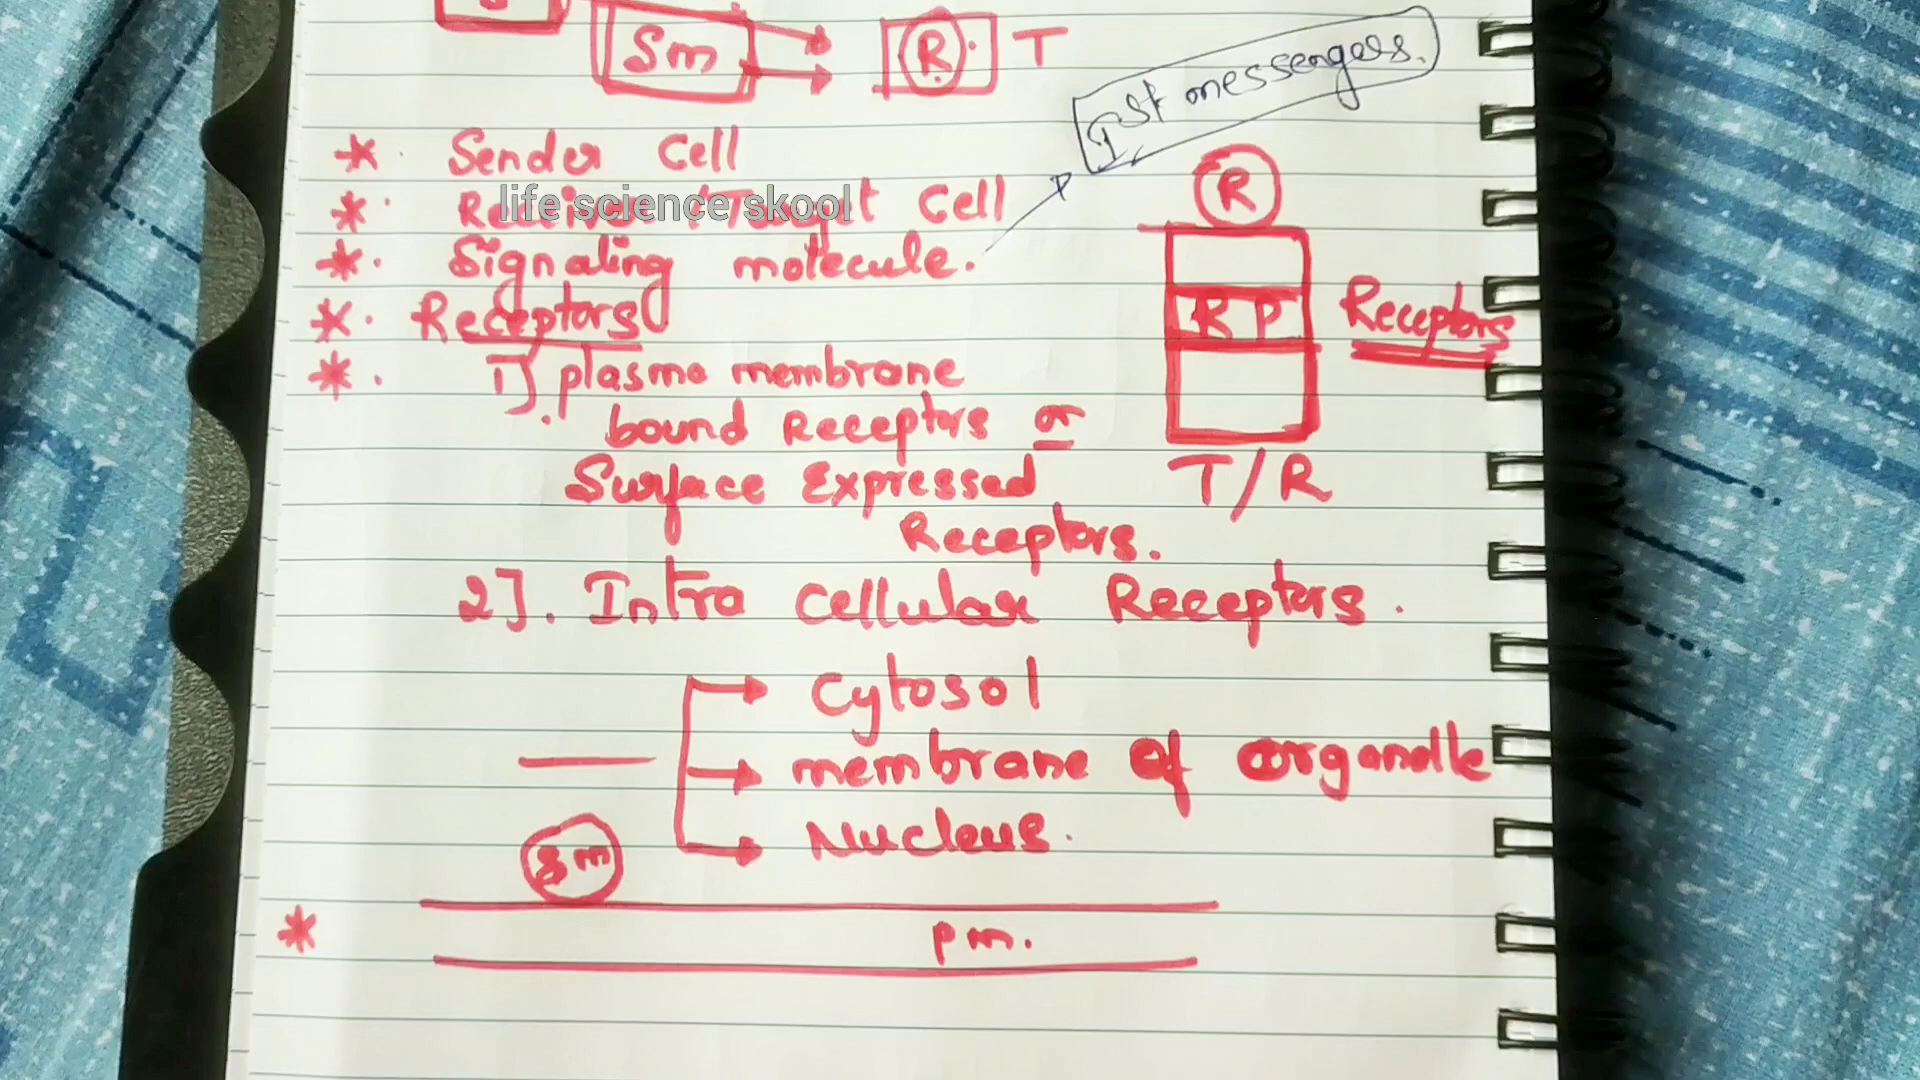 Sm
R
T
Ist messengers.
* Sender Cell
life science skool
* Cell
* Signaling molecule.
* Receptors
R
RP
Receptors
T/R
* 1] plasma membrane
bound Receptors or
Surface Expressed
Receptors.
2]. Intra Cellular Receptors.
Cytosol
membrane of organelle
Nucleus.
Sm
* pm.